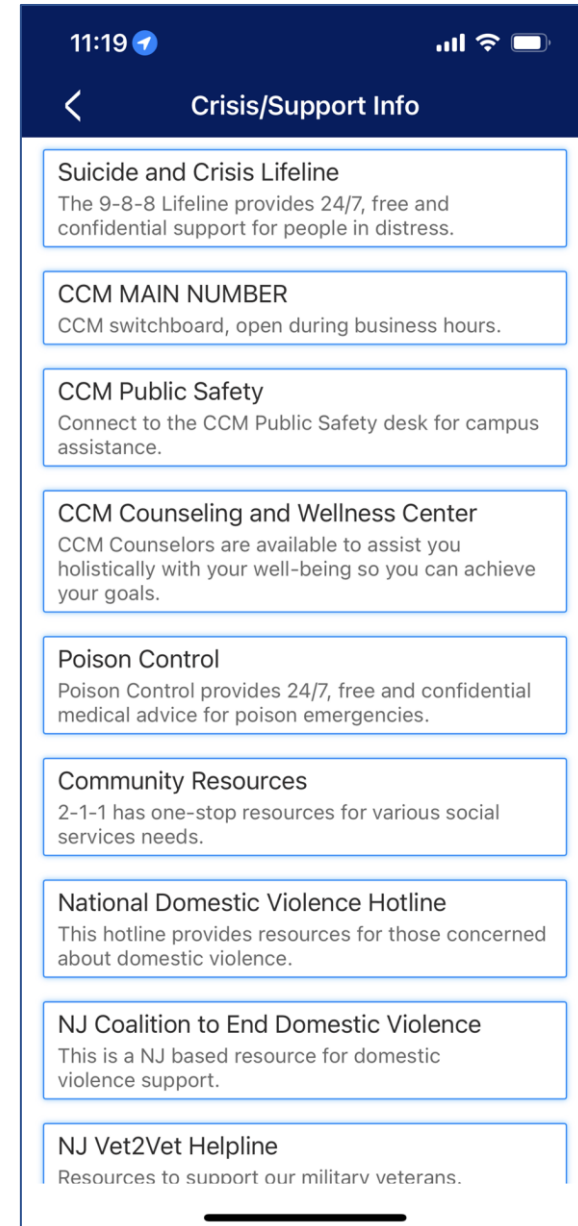 11:19
Crisis/Support Info
Suicide and Crisis Lifeline
The 9-8-8 Lifeline provides 24/7, free and
confidential support for people in distress.
CCM MAIN NUMBER
CCM switchboard, open during business hours.
CCM Public Safety
Connect to the CCM Public Safety desk for campus
assistance.
CCM Counseling and Wellness Center
CCM Counselors are available to assist you
holistically with your well-being so you can achieve
your goals.
Poison Control
Poison Control provides 24/7, free and confidential
medical advice for poison emergencies.
Community Resources
2-1-1 has one-stop resources for various social
services needs.
National Domestic Violence Hotline
This hotline provides resources for those concerned
about domestic violence.
NJ Coalition to End Domestic Violence
This is a NJ based resource for domestic
violence support.
NJ Vet2Vet Helpline
Resources to support our military veterans.